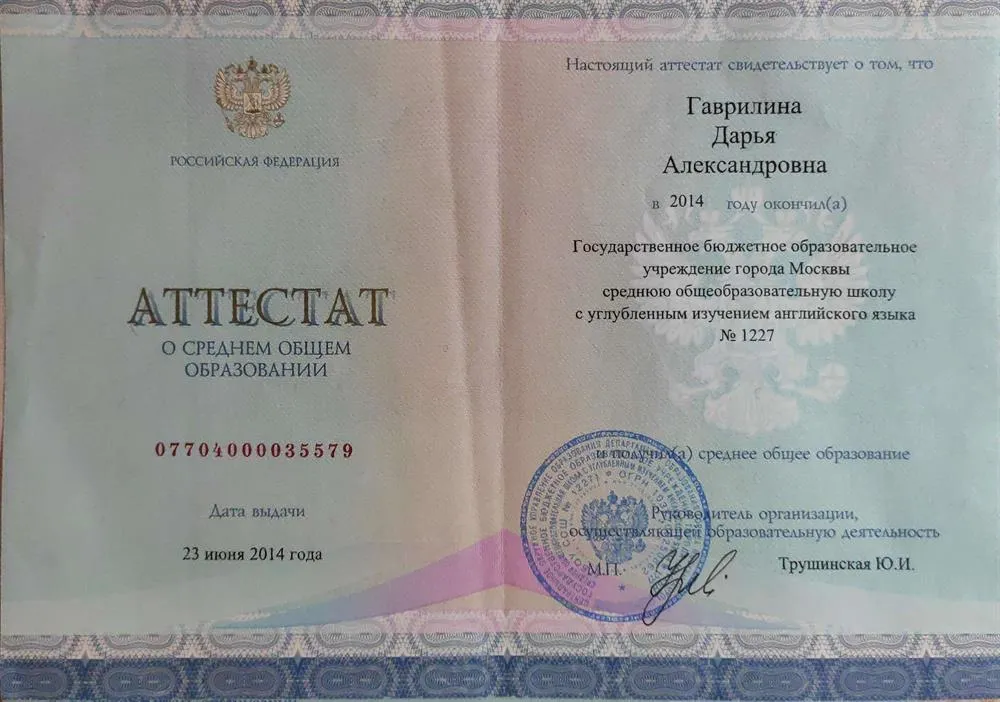 РОССИЙСКАЯ ФЕДЕРАЦИЯ
АТТЕСТАТ
О СРЕДНЕМ ОБЩЕМ
ОБРАЗОВАНИИ
07704000035579
Дата выдачи
23 июня 2014 года
Настоящий аттестат свидетельствует о том, что
Гаврилина
Дарья
Александровна
в 2014 году окончил(а)
Государственное бюджетное образовательное
учреждение города Москвы
среднюю общеобразовательную школу
с углубленным изучением английского языка
№ 1227
и получил(а) среднее общее образование
Руководитель организации,
осуществляющей образовательную деятельность
М.П.
Трушинская Ю.И.